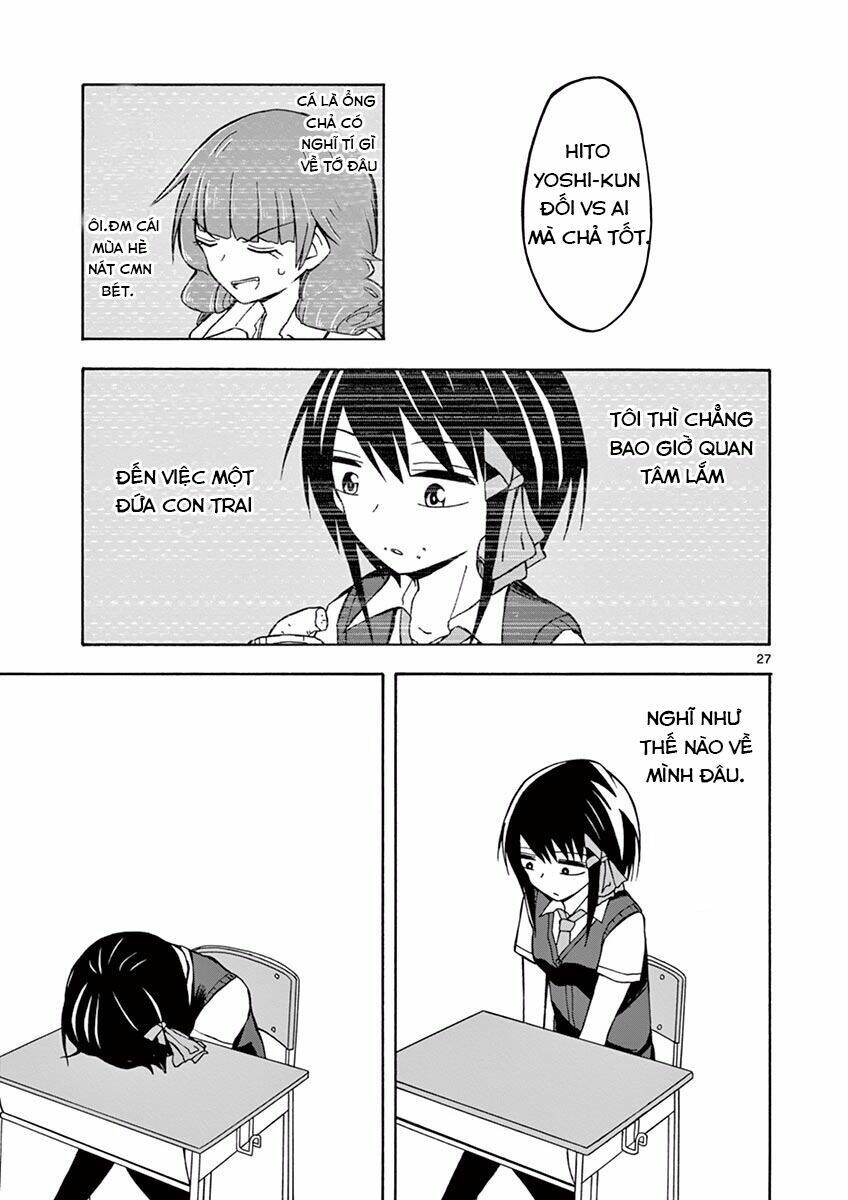 HITO
YOSHI-KUN
ĐỐI VS AI
MÀ CHẢ TỐT.
CÁ LÀ ỔNG
CHẢ CÓ
NGHĨ TÍ GÌ
VỀ TỚ ĐÂU
ÔI.ĐM CÁI
MÙA HÈ
NÁT CMN
BÉT.
TÔI THÌ CHẲNG
BAO GIỜ QUAN
TÂM LẮM
ĐẾN VIỆC MỘT
ĐỨA CON TRAI
27
NGHĨ NHƯ
THẾ NÀO VỀ
MÌNH ĐÂU.